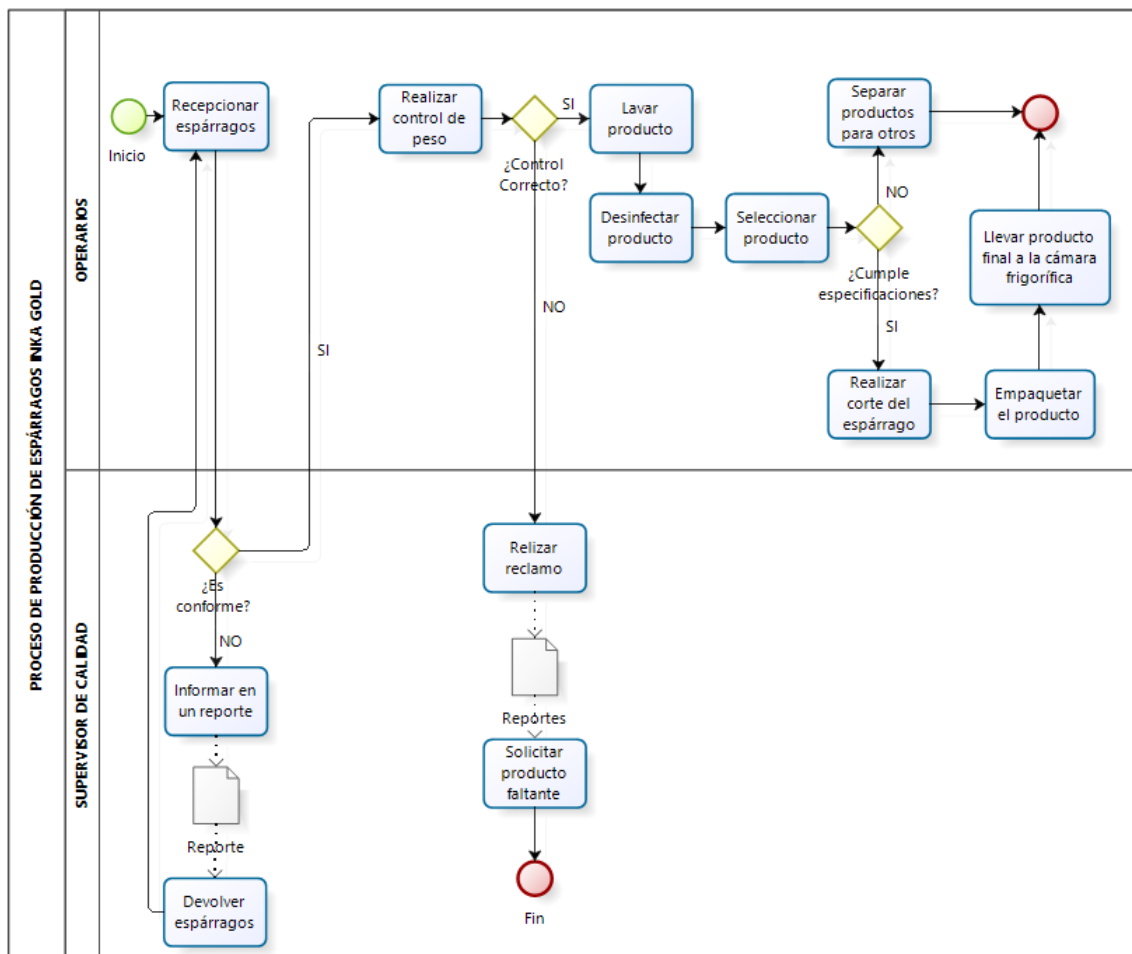 PROCESO DE PRODUCCIÓN DE ESPÁRRAGOS INKA GOLD
OPERARIOS
Inicio
Recepcionar
espárragos
SI
Realizar
control de
peso
¿Control
Correcto?
SI
NO
Lavar
producto
Desinfectar
producto
Seleccionar
producto
¿Cumple
especificaciones?
NO
SI
Separar
productos
para otros
Realizar
corte del
espárrago
Empaquetar
el producto
Llevar producto
final a la cámara
frigorífica
SUPERVISOR DE CALIDAD
¿Es
conforme?
NO
Informar en
un reporte
Reporte
Devolver
espárragos
Relizar
reclamo
Reportes
Solicitar
producto
faltante
Fin